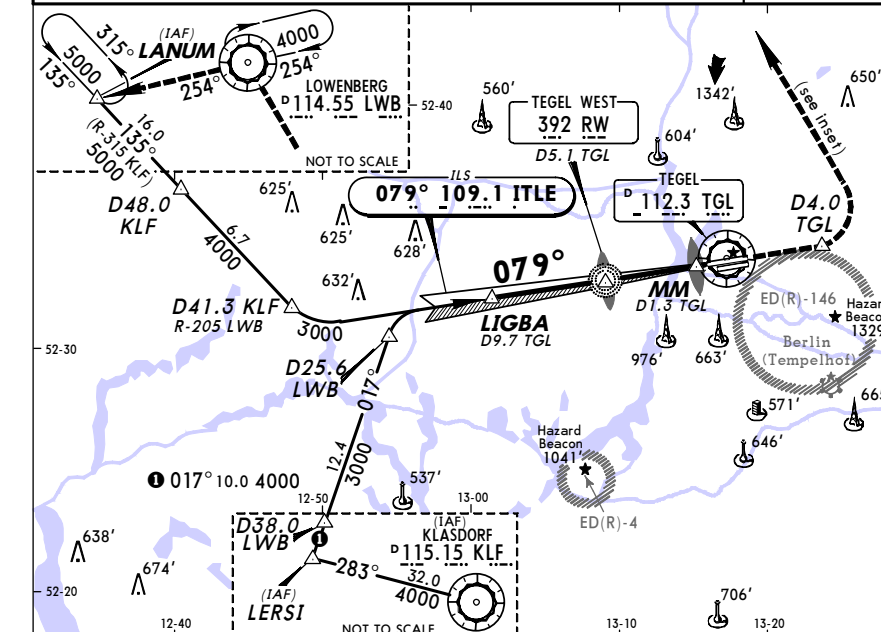 315°
(IAF)
LANUM
5000
135°
4000
254°
254°
LOWENBERG
D 114.55 LWB
52-40
16.0
135°
(R-315 KLF)
5000
NOT TO SCALE
D48.0
KLF
6.7
4000
D41.3 KLF
R-205 LWB
3000
625'
625'
628'
632'
560'
TEGEL WEST
392 RW
D5.1 TGL
604'
1342'
650'
(see inset)
ILS
079° 109.1 ITLE
TEGEL
D 112.3 TGL
D4.0
TGL
079°
MM
D1.3 TGL
LIGBA
D9.7 TGL
ED(R)-146
Hazar
Beaco
1329
Berlin
(Tempelhof)
52-30
D25.6
LWB
017°
12.4
3000
976'
663'
571'
665
646'
Hazard
Beacon
1041'
ED(R)-4
1 017° 10.0 4000
537'
12-50
13-00
D38.0
LWB
1
(IAF)
KLASDORF
D 115.15 KLF
283°
32.0
4000
(IAF)
LERSI
NOT TO SCALE
638'
674'
52-20
706'
12-40
13-10
13-20